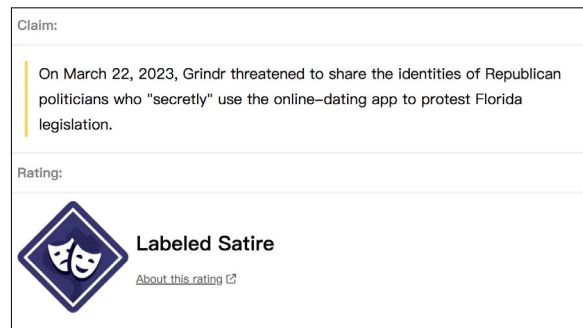 Claim:
On March 22, 2023, Grindr threatened to share the identities of Republican
politicians who "secretly" use the online-dating app to protest Florida
legislation.
Rating:
Labeled Satire
About this rating